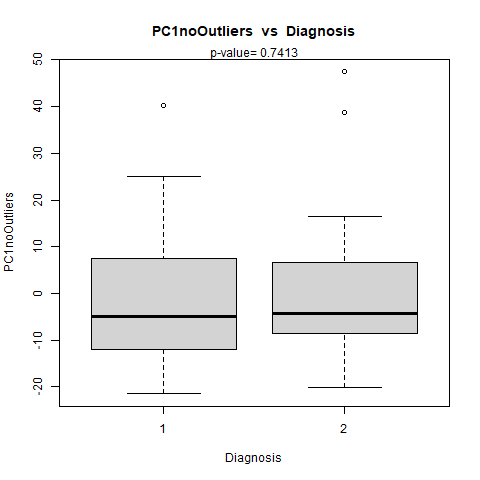 PC1noOutliers vs Diagnosis
p-value= 0.7413
50
40
30
20
10
0
-10
-20
PC1noOutliers
1 2
Diagnosis